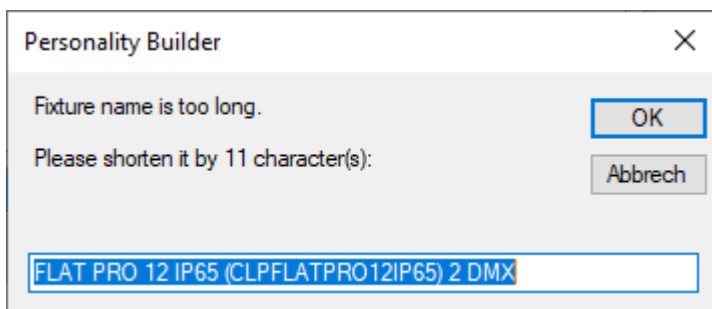 Personality Builder
Fixture name is too long.
OK
Please shorten it by 11 character(s):
Abbrech
FLAT PRO 12 IP65 (CLPFLATPRO12IP65) 2 DMX